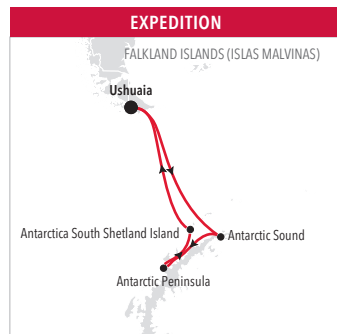 EXPEDITION
FALKLAND ISLANDS (ISLAS MALVINAS)
Ushuaia
Antarctica South Shetland Island
Antarctic Sound
Antarctic Peninsula